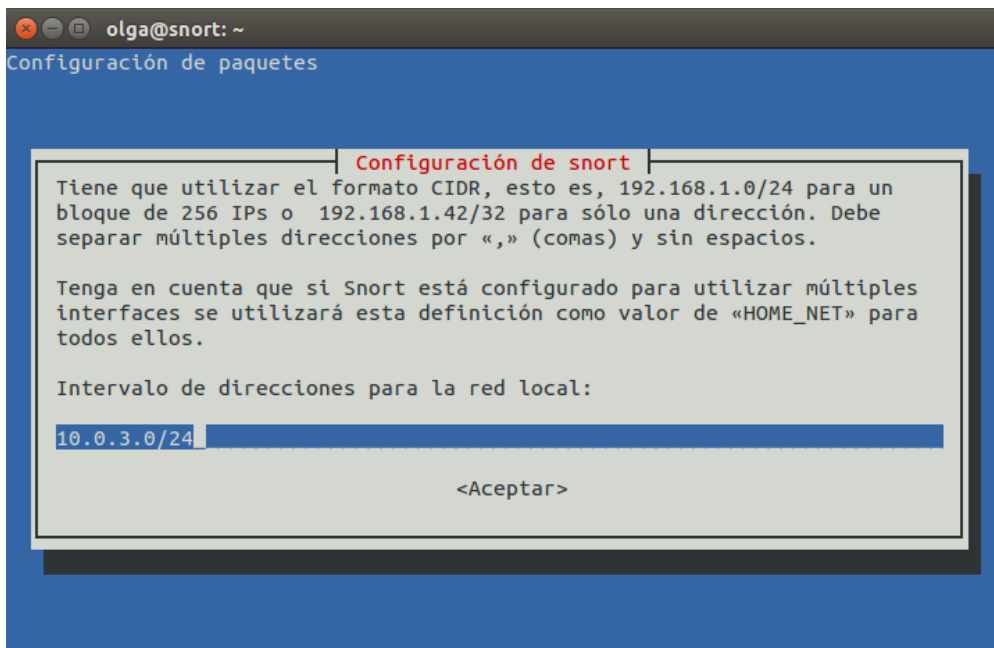 olga@snort: ~
Configuración de paquetes
Configuración de snort
Tiene que utilizar el formato CIDR, esto es, 192.168.1.0/24 para un
bloque de 256 IPs o  192.168.1.42/32 para sólo una dirección. Debe
separar múltiples direcciones por «,» (comas) y sin espacios.
Tenga en cuenta que si Snort está configurado para utilizar múltiples
interfaces se utilizará esta definición como valor de «HOME_NET» para
todos ellos.
Intervalo de direcciones para la red local:
10.0.3.0/24
<Aceptar>